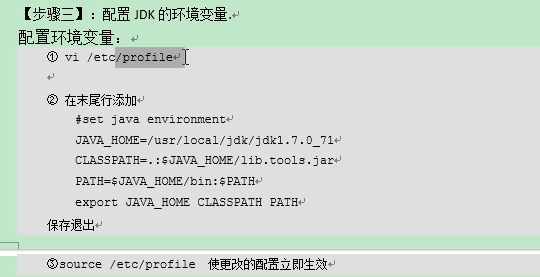 【步骤三】：配置 JDK 的环境变量.
配置环境变量：
① vi /etc/profile
② 在末尾行添加
#set java environment
JAVA_HOME=/usr/local/jdk/jdk1.7.0_71
CLASSPATH=.:$JAVA_HOME/lib.tools.jar
PATH=$JAVA_HOME/bin:$PATH
export JAVA_HOME CLASSPATH PATH
保存退出
③source /etc/profile 使更改的配置立即生效